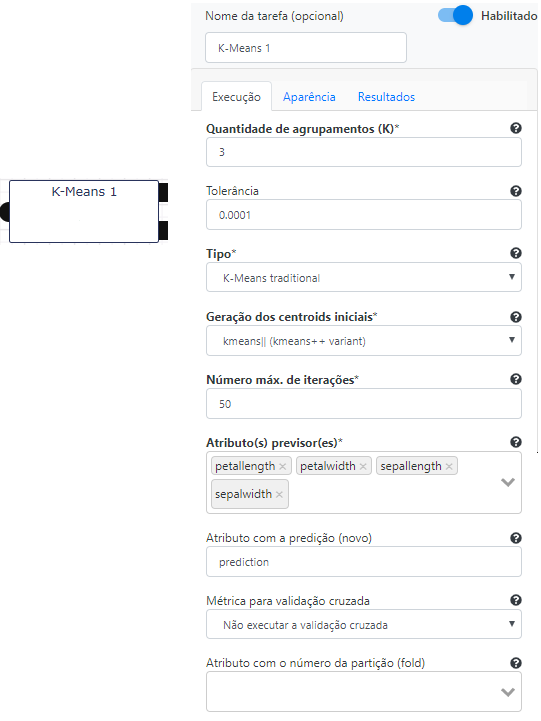 Nome da tarefa (opcional)
Habilitado
K-Means 1
Execução Aparência Resultados
Quantidade de agrupamentos (K)*
3
Tolerância
0.0001
K-Means 1
Tipo*
K-Means traditional
Geração dos centroids iniciais*
kmeans|| (kmeans++ variant)
Número máx. de iterações*
50
Atributo(s) previsor(es)*
petallength × petalwidth × sepallength ×
sepalwidth ×
Atributo com a predição (novo)
prediction
Métrica para validação cruzada
Não executar a validação cruzada
Atributo com o número da partição (fold)